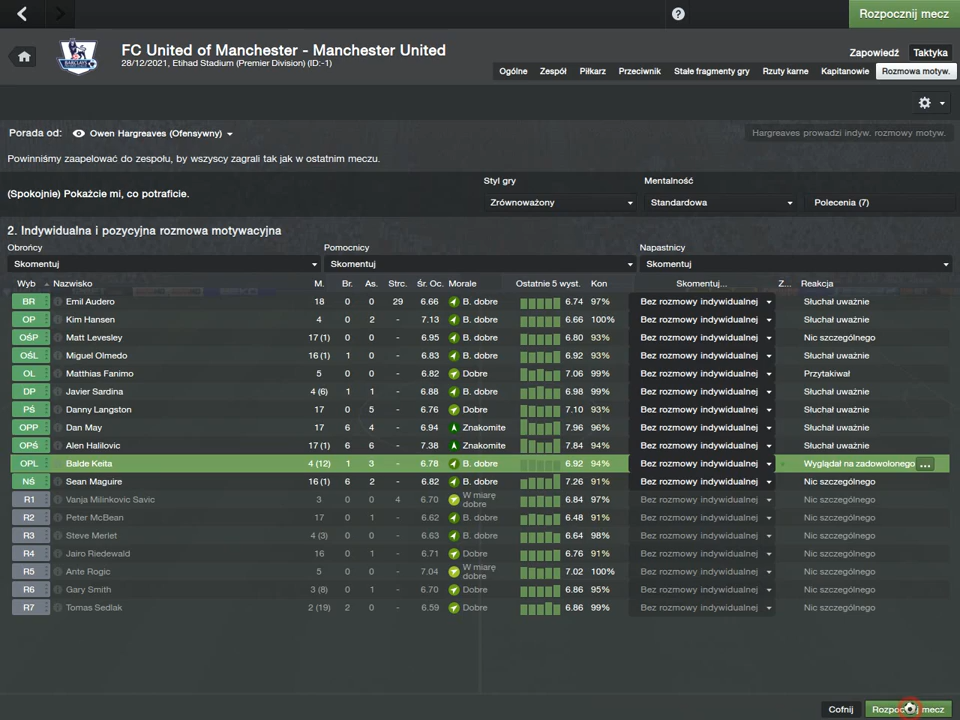 Rozpocznij mecz
BARCLAYS
FC United of Manchester - Manchester United
28/12/2021, Etihad Stadium (Premier Division) (ID:-1)
Zapowiedź Taktyka
Ogólne Zespół Piłkarz Przeciwnik Stałe fragmenty gry Rzuty karne Kapitanowie Rozmowa motyw.
Porada od: Owen Hargreaves (Ofensywny) Hargreaves prowadzi indyw. rozmowy motyw.
Powinniśmy zaapelować do zespołu, by wszyscy zagrali tak jak w ostatnim meczu.
Styl gry Mentalność
(Spokojnie) Pokażcie mi, co potraficie.
Zrównoważony Standardowa Polecenia (7)
2. Indywidualna i pozycyjna rozmowa motywacyjna
Obrońcy Pomocnicy Napastnicy
Skomentuj Skomentuj Skomentuj
Wyb Nazwisko M. Br. As. Strc. Śr. Oc. Morale Ostatnie 5 wyst. Kon Skomentuj... Z... Reakcja
BR Emil Audero 18 0 0 29 6.66 B. dobre 6.74 97% Bez rozmowy indywidualnej Słuchał uważnie
OP Kim Hansen 4 0 2 - 7.13 B. dobre 6.66 100% Bez rozmowy indywidualnej Słuchał uważnie
OŚP Matt Levesley 17 (1) 0 0 - 6.95 B. dobre 6.80 93% Bez rozmowy indywidualnej Nic szczególnego
OŚL Miguel Olmedo 16 (1) 1 0 - 6.83 B. dobre 6.92 93% Bez rozmowy indywidualnej Słuchał uważnie
OL Matthias Fanimo 5 0 0 - 6.82 Dobre 7.06 99% Bez rozmowy indywidualnej Przytakiwał
DP Javier Sardina 4 (6) 1 1 - 6.88 B. dobre 6.98 99% Bez rozmowy indywidualnej Słuchał uważnie
PŚ Danny Langston 17 0 5 - 6.76 Dobre 7.10 93% Bez rozmowy indywidualnej Słuchał uważnie
OPP Dan May 17 6 4 - 6.94 Znakomite 7.96 96% Bez rozmowy indywidualnej Słuchał uważnie
OPŚ Alen Halilovic 17 (1) 6 6 - 7.38 Znakomite 7.84 94% Bez rozmowy indywidualnej Słuchał uważnie
OPL Balde Keita 4 (12) 1 3 - 6.78 B. dobre 6.92 94% Bez rozmowy indywidualnej Wyglądał na zadowolonego ...
NŚ Sean Maguire 16 (1) 6 2 - 6.82 B. dobre 7.26 91% Bez rozmowy indywidualnej Nic szczególnego
R1 Vanja Milinkovic Savic 3 0 0 4 6.70 W miarę dobre 6.84 97% Bez rozmowy indywidualnej Nic szczególnego
R2 Peter McBean 17 0 1 - 6.62 B. dobre 6.48 91% Bez rozmowy indywidualnej Nic szczególnego
R3 Steve Merlet 4 (3) 0 1 - 6.63 B. dobre 6.64 98% Bez rozmowy indywidualnej Nic szczególnego
R4 Jairo Riedewald 16 0 1 - 6.71 Dobre 6.76 91% Bez rozmowy indywidualnej Nic szczególnego
R5 Ante Rogic 5 0 0 - 7.04 W miarę dobre 7.02 100% Bez rozmowy indywidualnej Nic szczególnego
R6 Gary Smith 3 (8) 0 1 - 6.70 Dobre 6.86 95% Bez rozmowy indywidualnej Nic szczególnego
R7 Tomas Sedlak 2 (19) 2 0 - 6.59 Dobre 6.86 99% Bez rozmowy indywidualnej Nic szczególnego
Cofnij Rozpocznij mecz